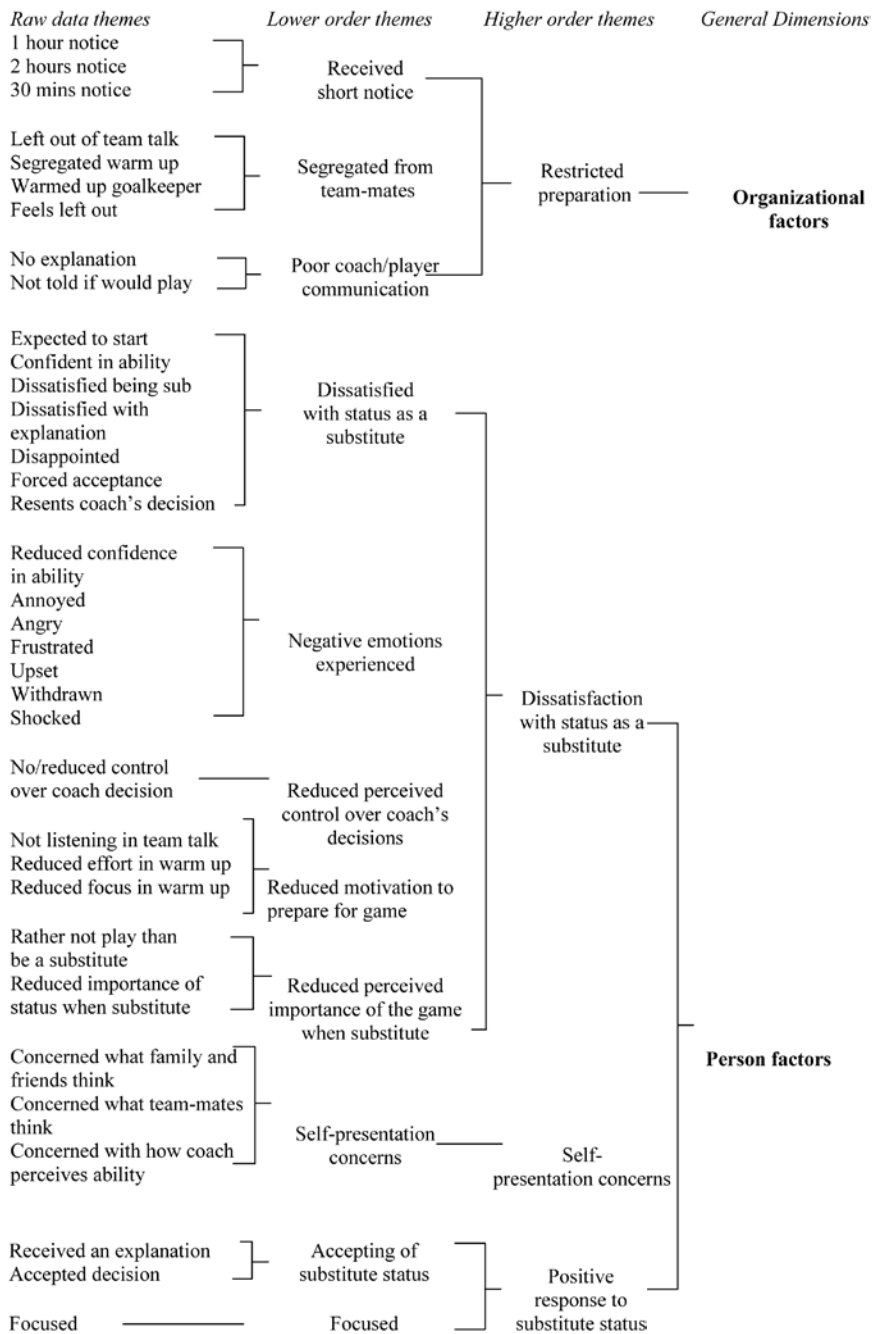 Raw data themes Lower order themes Higher order themes General Dimensions
1 hour notice
2 hours notice
30 mins notice
Received
short notice
Left out of team talk
Segregated warm up
Warmed up goalkeeper
Feels left out
Segregated from
team-mates
Restricted
preparation
Organizational
factors
No explanation
Not told if would play
Poor coach/player
communication
Expected to start
Confident in ability
Dissatisfied being sub
Dissatisfied with
explanation
Disappointed
Forced acceptance
Resents coach’s decision
Dissatisfied
with status as a
substitute
Reduced confidence
in ability
Annoyed
Angry
Frustrated
Upset
Withdrawn
Shocked
Negative emotions
experienced
Dissatisfaction
with status as a
substitute
No/reduced control
over coach decision
Reduced perceived
control over coach’s
decisions
Not listening in team talk
Reduced effort in warm up
Reduced focus in warm up
Reduced motivation to
prepare for game
Rather not play than
be a substitute
Reduced importance of
status when substitute
Reduced perceived
importance of the game
when substitute
Person factors
Concerned what family and
friends think
Concerned what team-mates
think
Concerned with how coach
perceives ability
Self-presentation
concerns
Self-
presentation concerns
Received an explanation
Accepted decision
Accepting of
substitute status
Positive
response to
substitute status
Focused
Focused